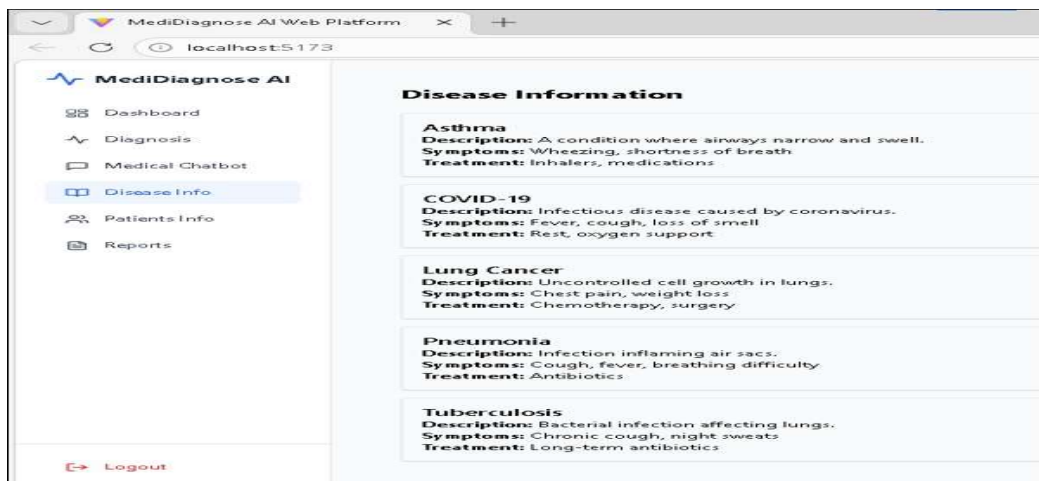 MediDiagnose AI Web Platform
localhost:5173
MediDiagnose AI
Dashboard
Diagnosis
Medical Chatbot
Disease Info
Patients Info
Reports
Logout
Disease Information
Asthma
Description: A condition where airways narrow and swell.
Symptoms: Wheezing, shortness of breath
Treatment: Inhalers, medications
COVID-19
Description: Infectious disease caused by coronavirus.
Symptoms: Fever, cough, loss of smell
Treatment: Rest, oxygen support
Lung Cancer
Description: Uncontrolled cell growth in lungs.
Symptoms: Chest pain, weight loss
Treatment: Chemotherapy, surgery
Pneumonia
Description: Infection inflaming air sacs.
Symptoms: Cough, fever, breathing difficulty
Treatment: Antibiotics
Tuberculosis
Description: Bacterial infection affecting lungs.
Symptoms: Chronic cough, night sweats
Treatment: Long-term antibiotics